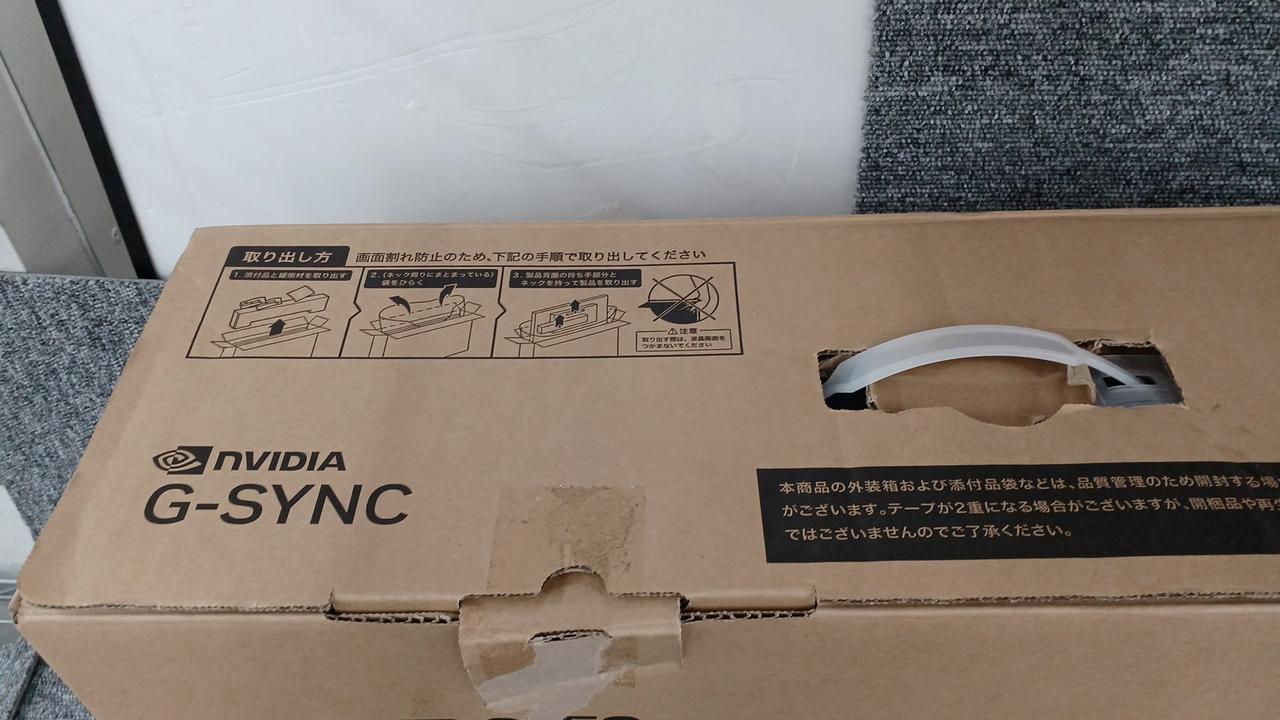 取り出し方 画面割れ防止のため、下記の手順で取り出してください
1. 添付品と緩衝材を取り出す
2. (ネック周りにまとまっている)
袋をひらく
3. 製品背面の持ち手部分と
ネックを持って製品を取り出す
⚠注意
取り出す際は、液晶画面を
つかまないでください
NVIDIA
G-SYNC
本商品の外装箱および添付品袋などは、品質管理のため開封する場
がございます。テープが2重になる場合がございますが、開梱品や再生
ではございませんのでご了承ください。